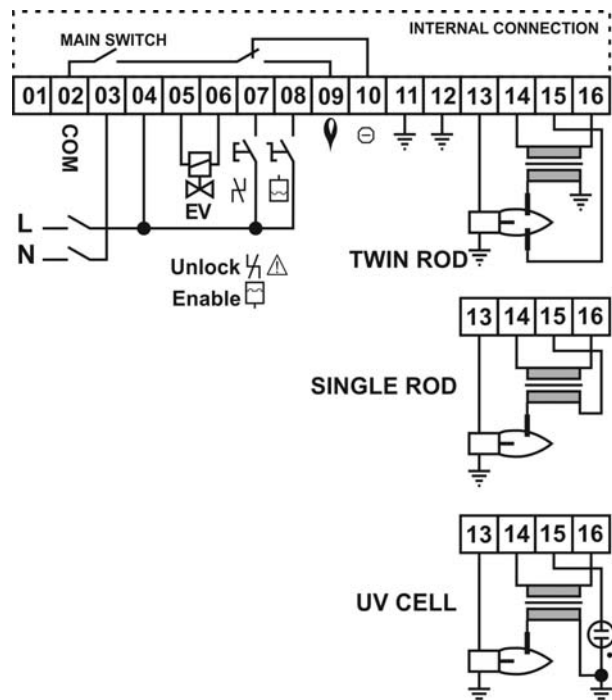 INTERNAL CONNECTION
MAIN SWITCH
01 02 03 04 05 06 07 08 09 10 11 12 13 14 15 16
COM
EV
L
N
Unlock
Enable
TWIN ROD
13 14 15 16
SINGLE ROD
13 14 15 16
UV CELL